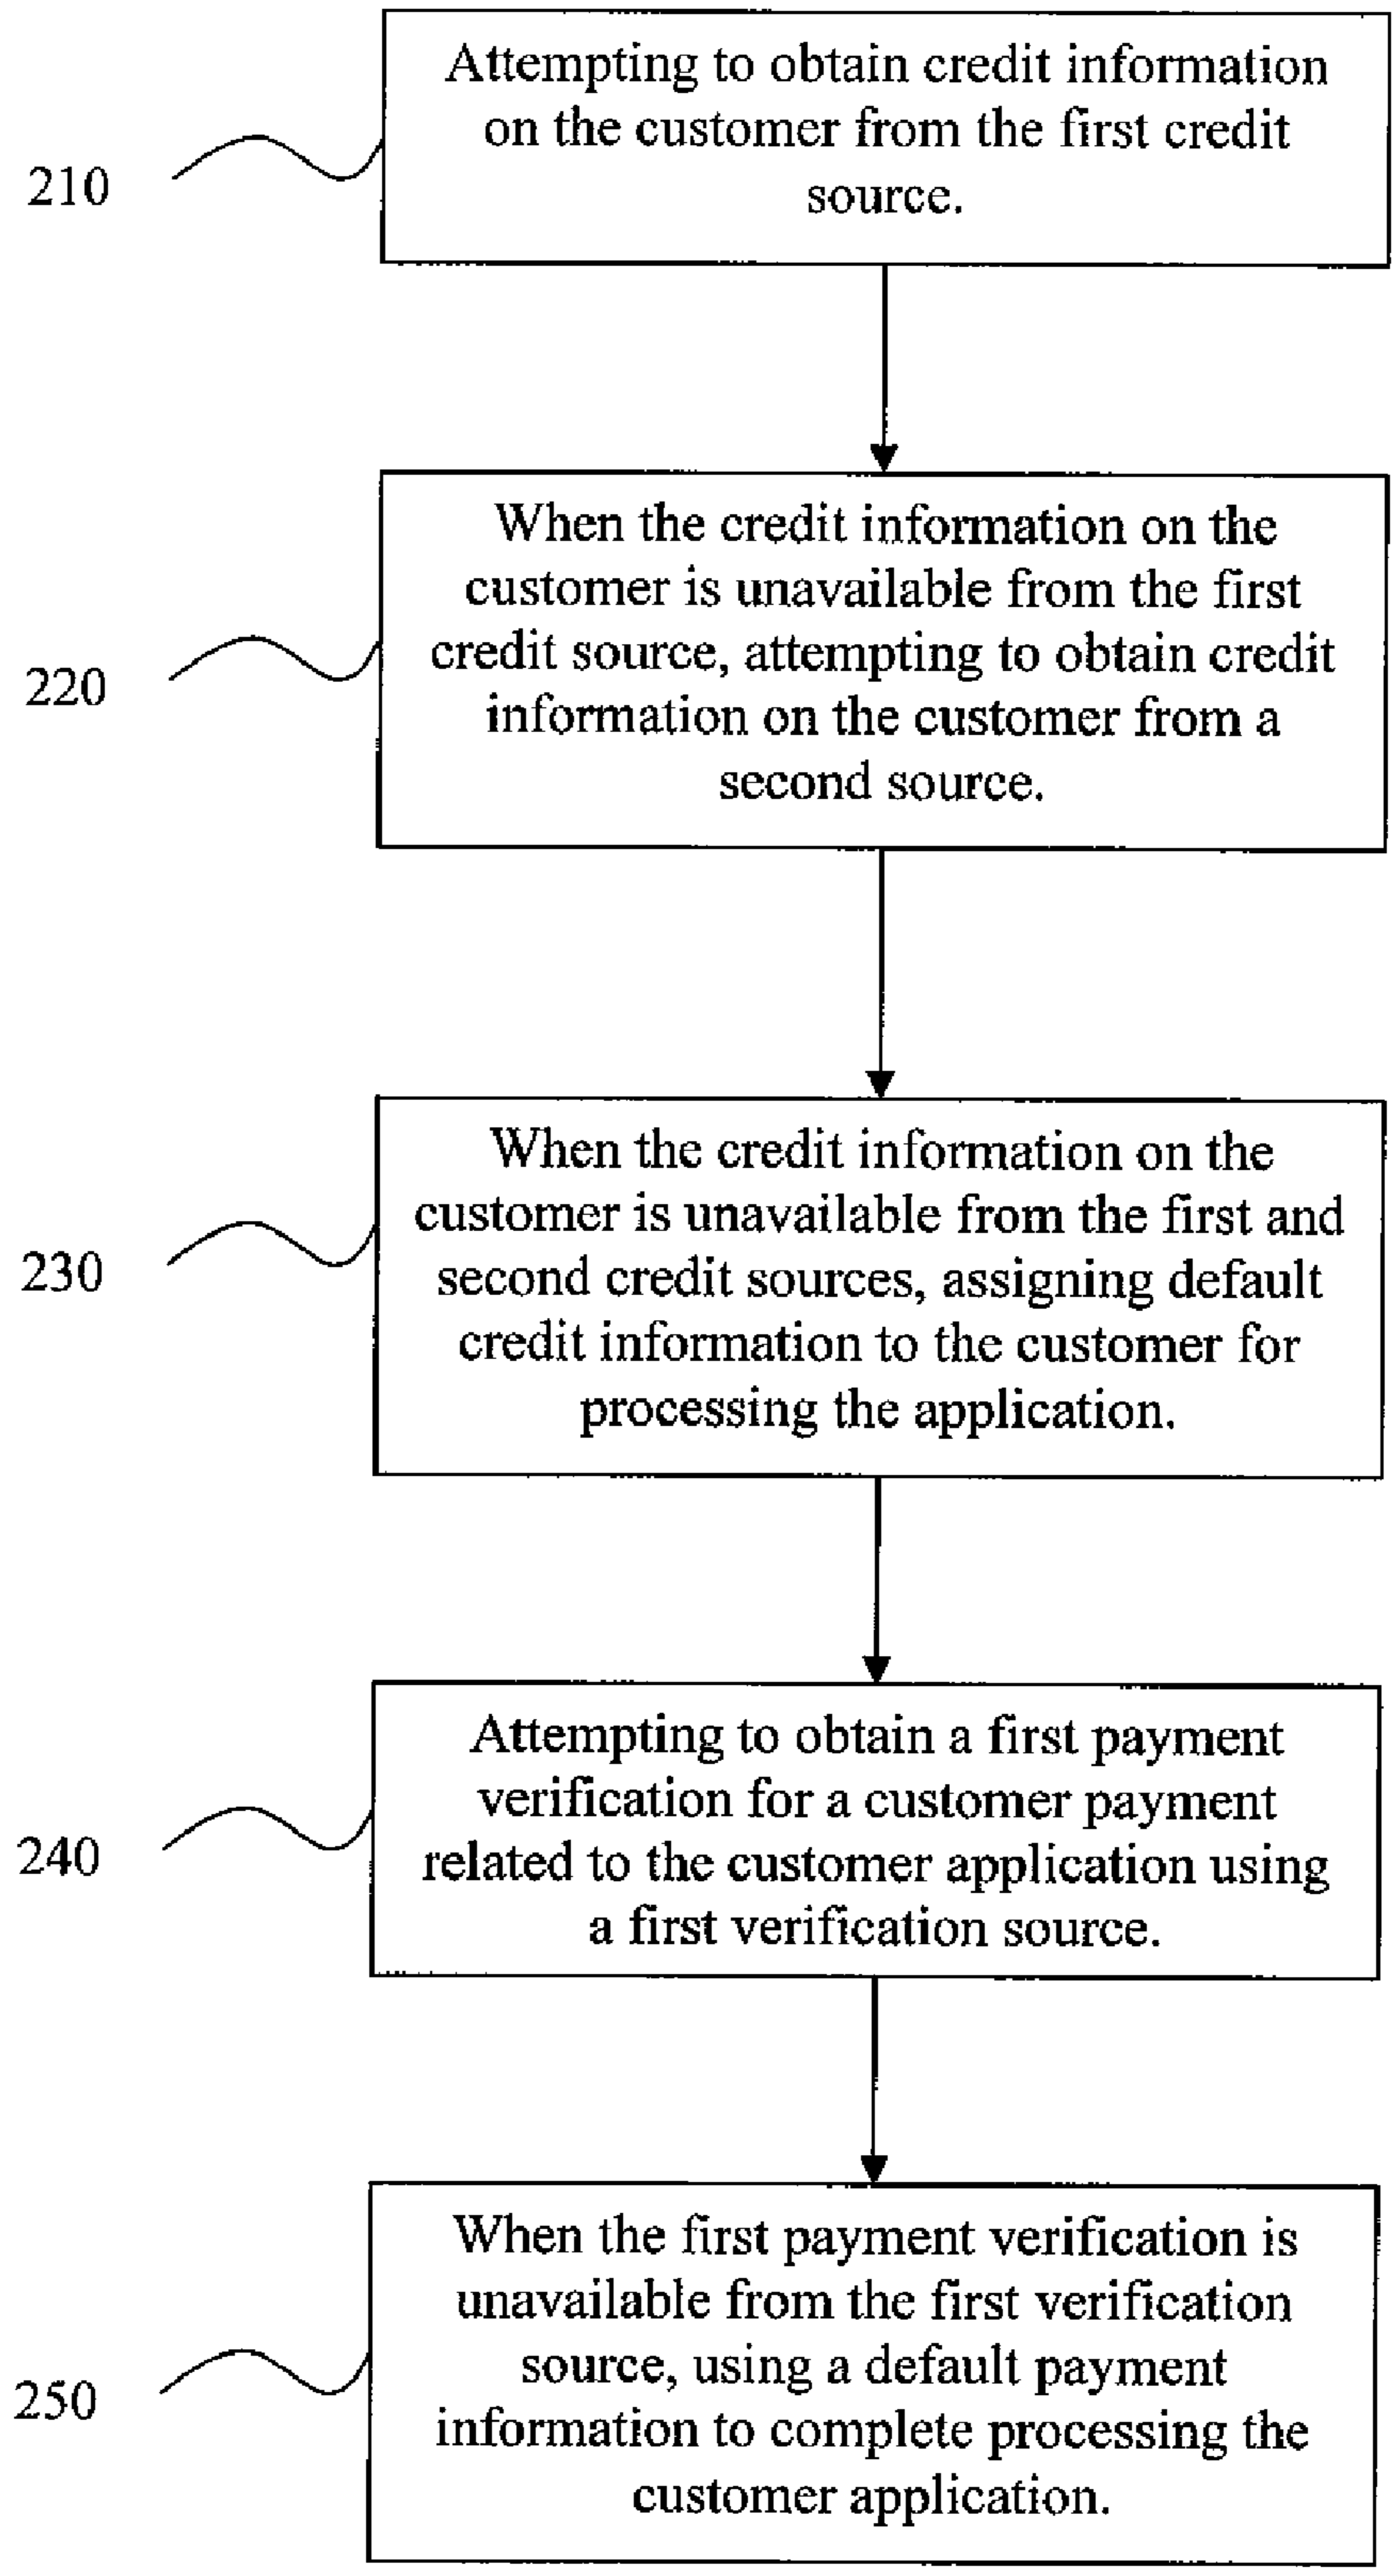 Attempting to obtain credit information
on the customer from the first credit
source.
210
When the credit information on the
customer is unavailable from the first
credit source, attempting to obtain credit
information on the customer from a
second source.
220
When the credit information on the
customer is unavailable from the first and
second credit sources, assigning default
credit information to the customer for
processing the application.
230
Attempting to obtain a first payment
verification for a customer payment
related to the customer application using
a first verification source.
240
When the first payment verification is
unavailable from the first verification
source, using a default payment
information to complete processing the
customer application.
250